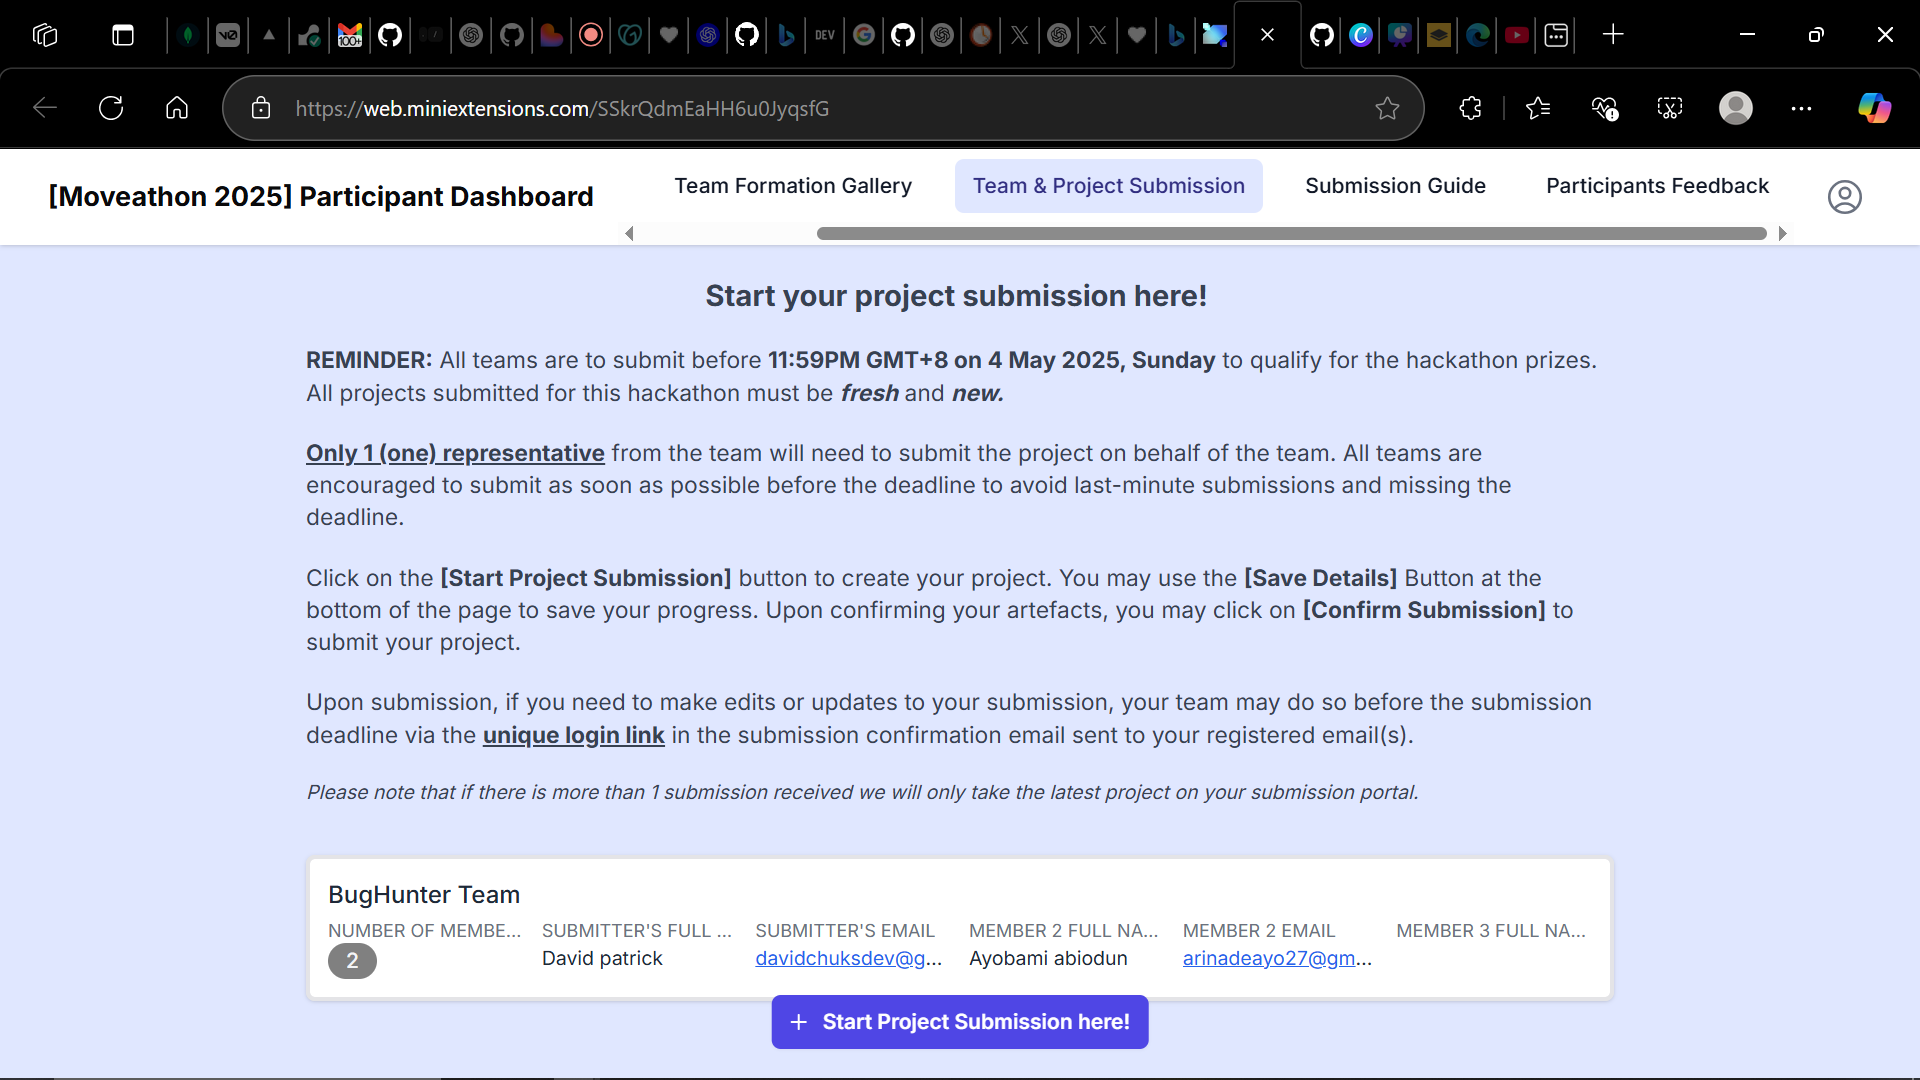 100+
DEV
https://web.miniextensions.com/SSkrQdmEaHH6u0JyqsfG
[Moveathon 2025] Participant Dashboard
Team Formation Gallery
Team & Project Submission
Submission Guide
Participants Feedback
Start your project submission here!
REMINDER: All teams are to submit before 11:59PM GMT+8 on 4 May 2025, Sunday to qualify for the hackathon prizes.
All projects submitted for this hackathon must be fresh and new.
Only 1 (one) representative from the team will need to submit the project on behalf of the team. All teams are
encouraged to submit as soon as possible before the deadline to avoid last-minute submissions and missing the
deadline.
Click on the [Start Project Submission] button to create your project. You may use the [Save Details] Button at the
bottom of the page to save your progress. Upon confirming your artefacts, you may click on [Confirm Submission] to
submit your project.
Upon submission, if you need to make edits or updates to your submission, your team may do so before the submission
deadline via the unique login link in the submission confirmation email sent to your registered email(s).
Please note that if there is more than 1 submission received we will only take the latest project on your submission portal.
BugHunter Team
NUMBER OF MEMBE... SUBMITTER'S FULL ... SUBMITTER'S EMAIL MEMBER 2 FULL NA... MEMBER 2 EMAIL MEMBER 3 FULL NA...
2 David patrick davidchuksdev@g... Ayobami abiodun arinadeayo27@gm...
+ Start Project Submission here!